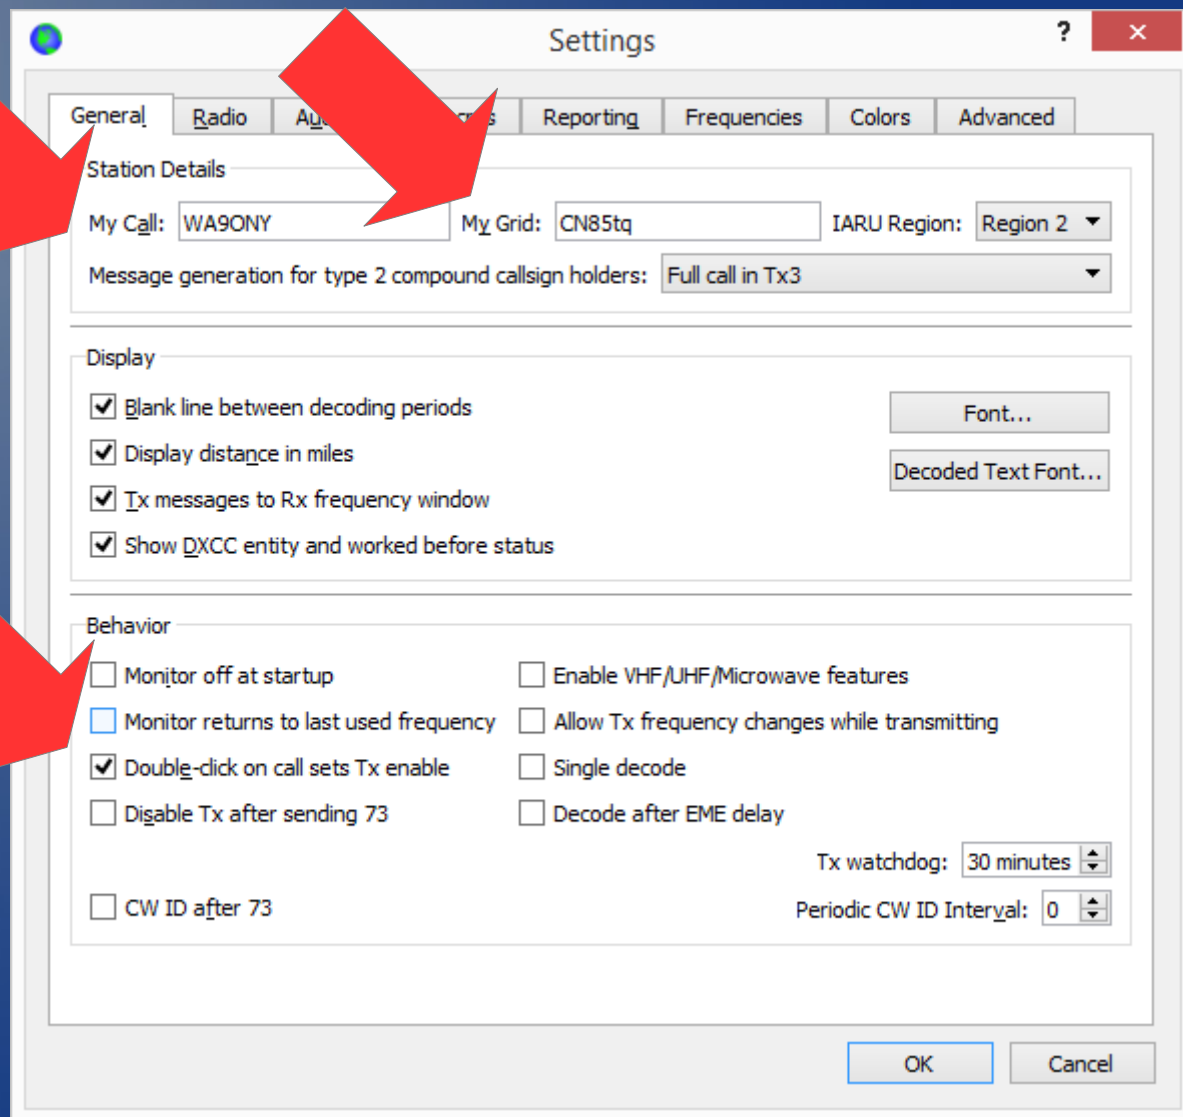 Settings
?
General Radio Reporting Frequencies Colors Advanced
Station Details
My Call: WA9ONY My Grid: CN85tq IARU Region: Region 2
Message generation for type 2 compound callsign holders: Full call in Tx3
Display
Blank line between decoding periods
Font...
Display distance in miles
Decoded Text Font...
Tx messages to Rx frequency window
Show DXCC entity and worked before status
Behavior
Monitor off at startup Enable VHF/UHF/Microwave features
Monitor returns to last used frequency Allow Tx frequency changes while transmitting
Double-click on call sets Tx enable Single decode
Disable Tx after sending 73 Decode after EME delay
Tx watchdog: 30 minutes
CW ID after 73 Periodic CW ID Interval: 0
OK Cancel